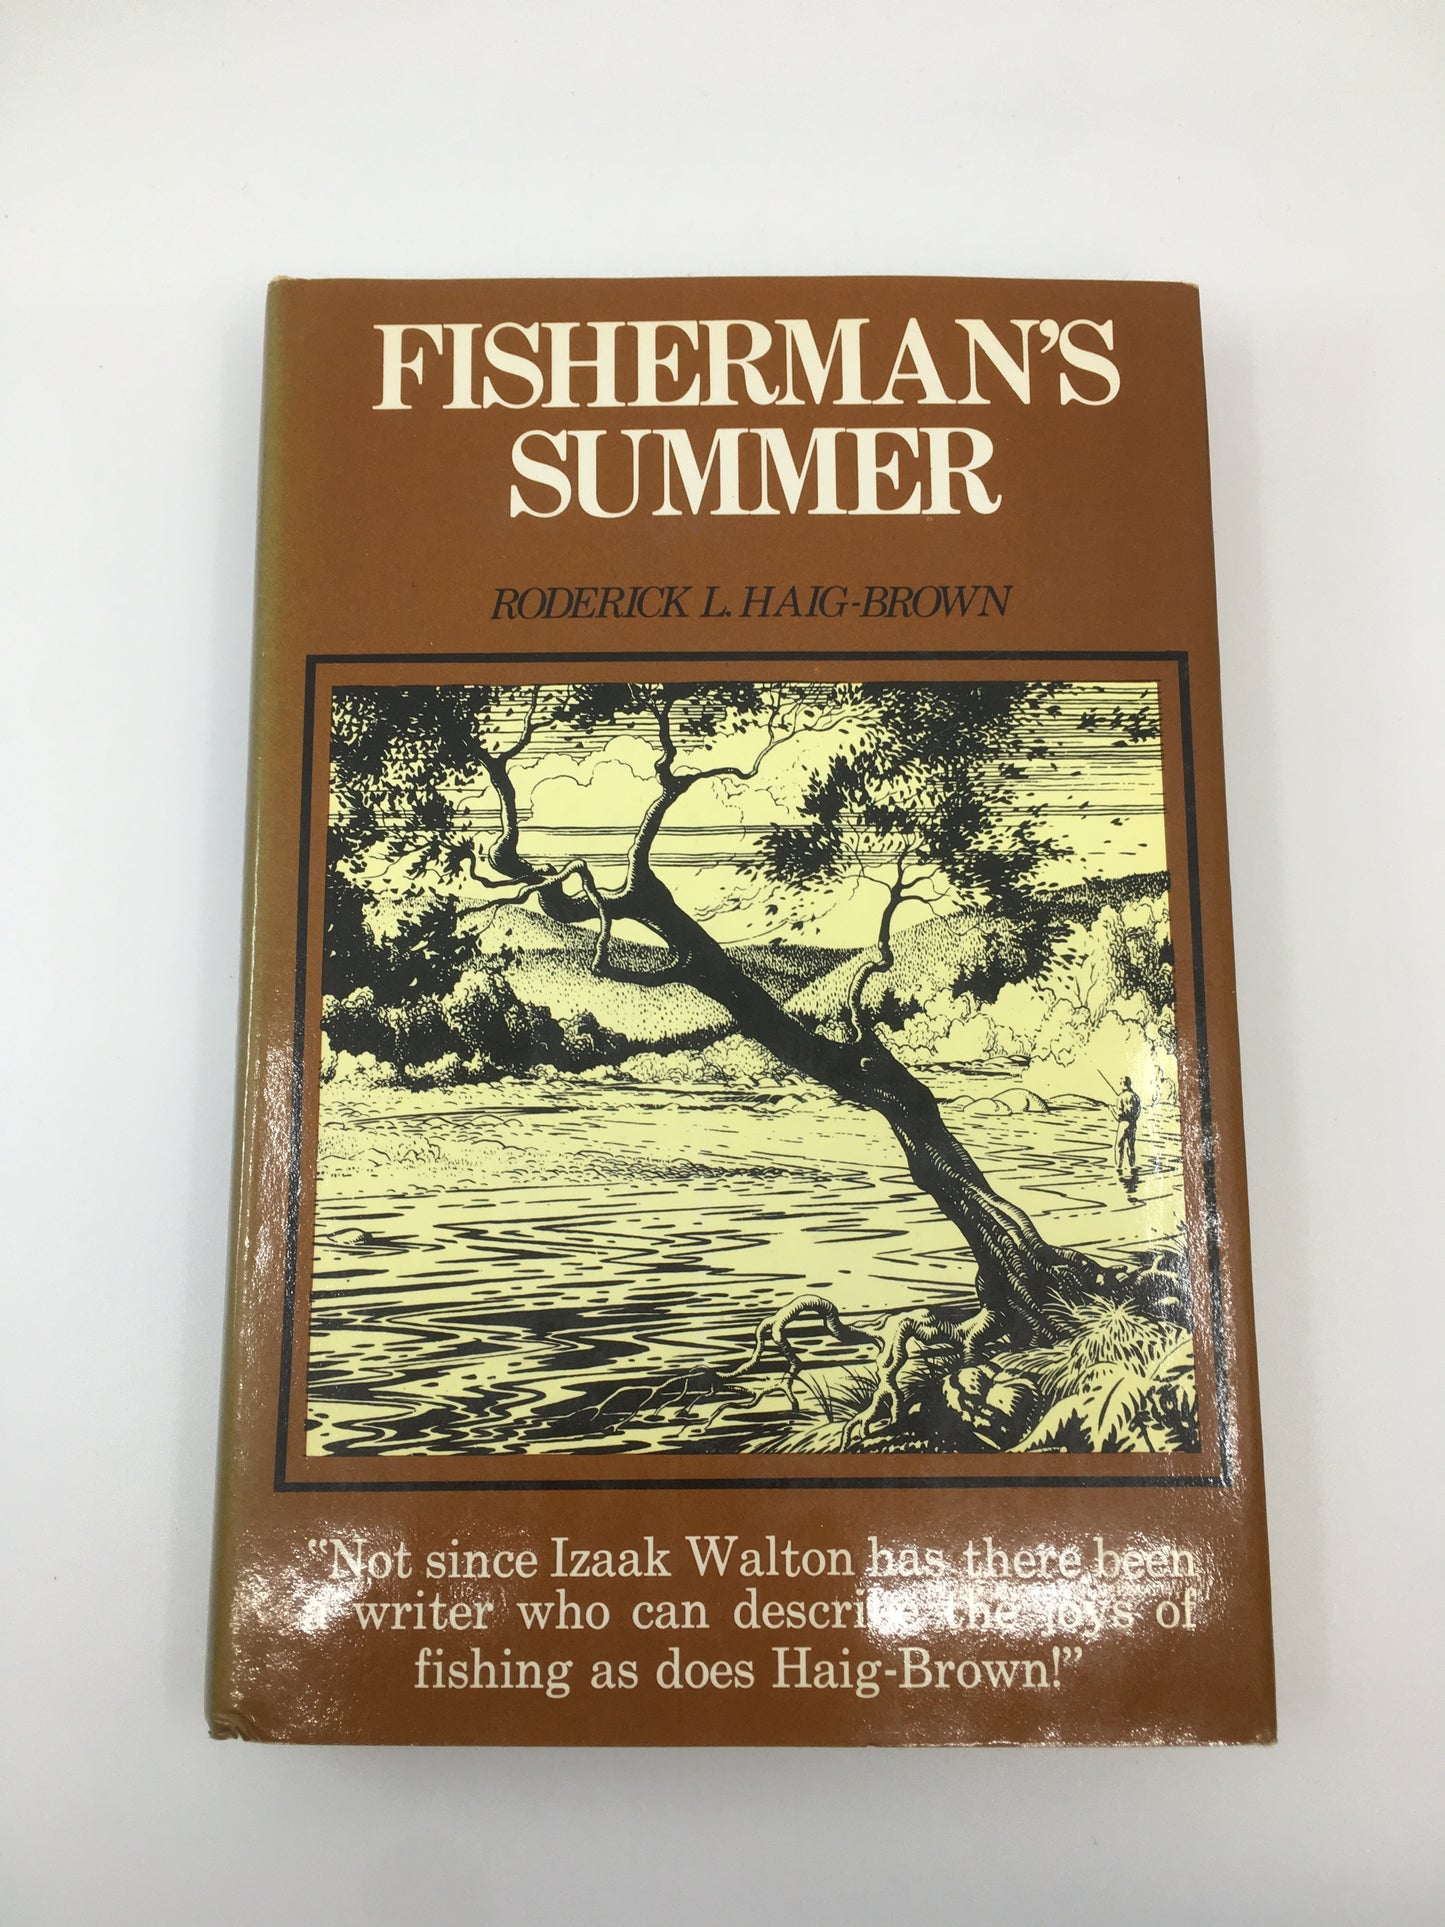 FISHERMAN'S
SUMMER
RODERICK L. HAIG-BROWN
"Not since Izaak Walton has there been
a writer who can describe the joys of
fishing as does Haig-Brown!"